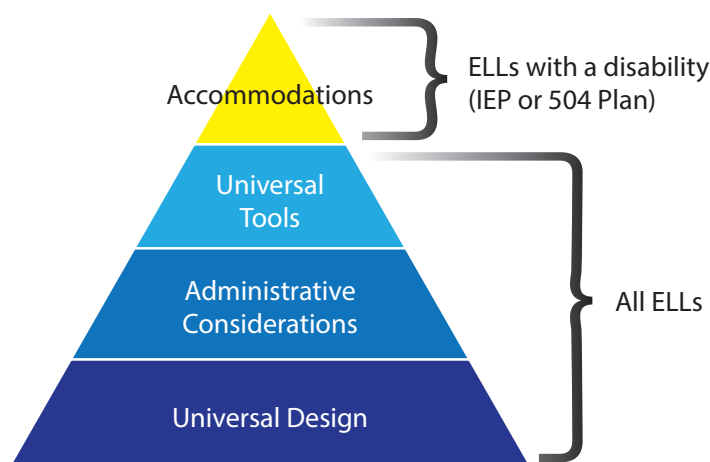 Accommodations
ELLs with a disability
(IEP or 504 Plan)
Universal
Tools
Administrative
Considerations
All ELLs
Universal Design